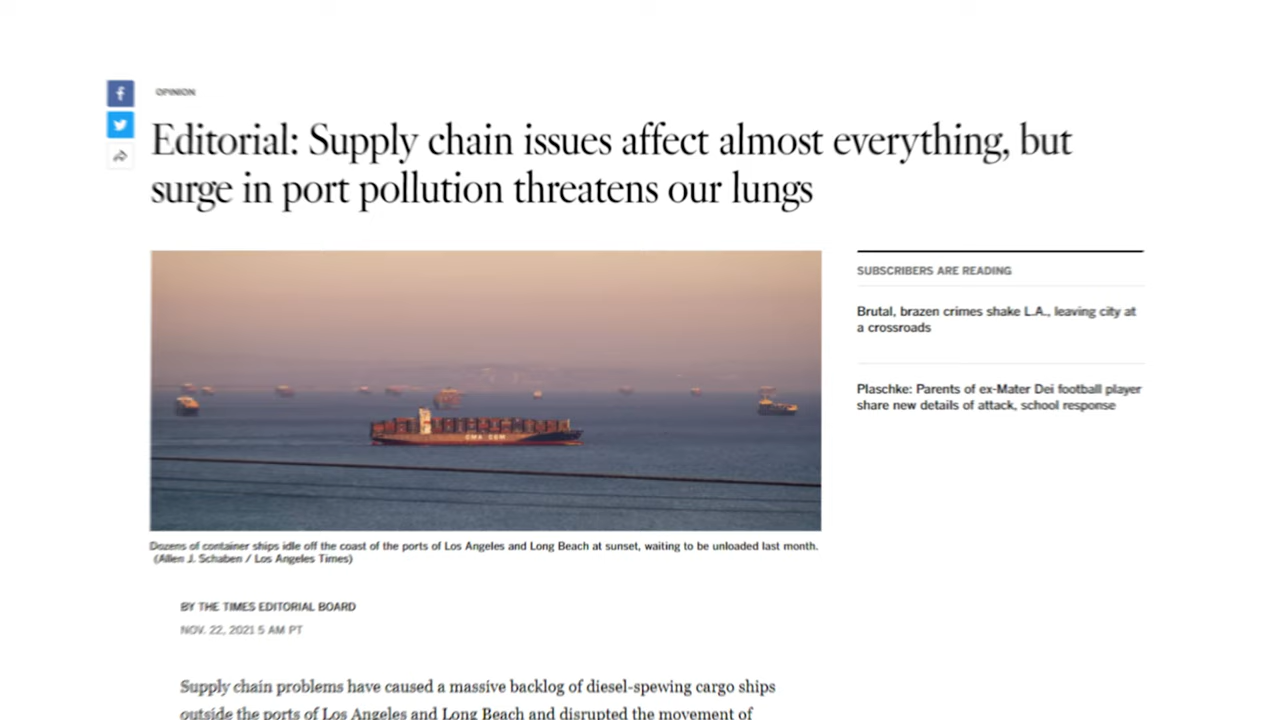 OPINION
Editorial: Supply chain issues affect almost everything, but
surge in port pollution threatens our lungs
SUBSCRIBERS ARE READING
Brutal, brazen crimes shake L.A., leaving city at
a crossroads
Plaschke: Parents of ex-Mater Dei football player
share new details of attack, school response
CMA CGM
Dozens of container ships idle off the coast of the ports of Los Angeles and Long Beach at sunset, waiting to be unloaded last month.
(Allen J. Schaben / Los Angeles Times)
BY THE TIMES EDITORIAL BOARD
NOV. 22, 2021 5 AM PT
Supply chain problems have caused a massive backlog of diesel-spewing cargo ships
outside the ports of Los Angeles and Long Beach and disrupted the movement of